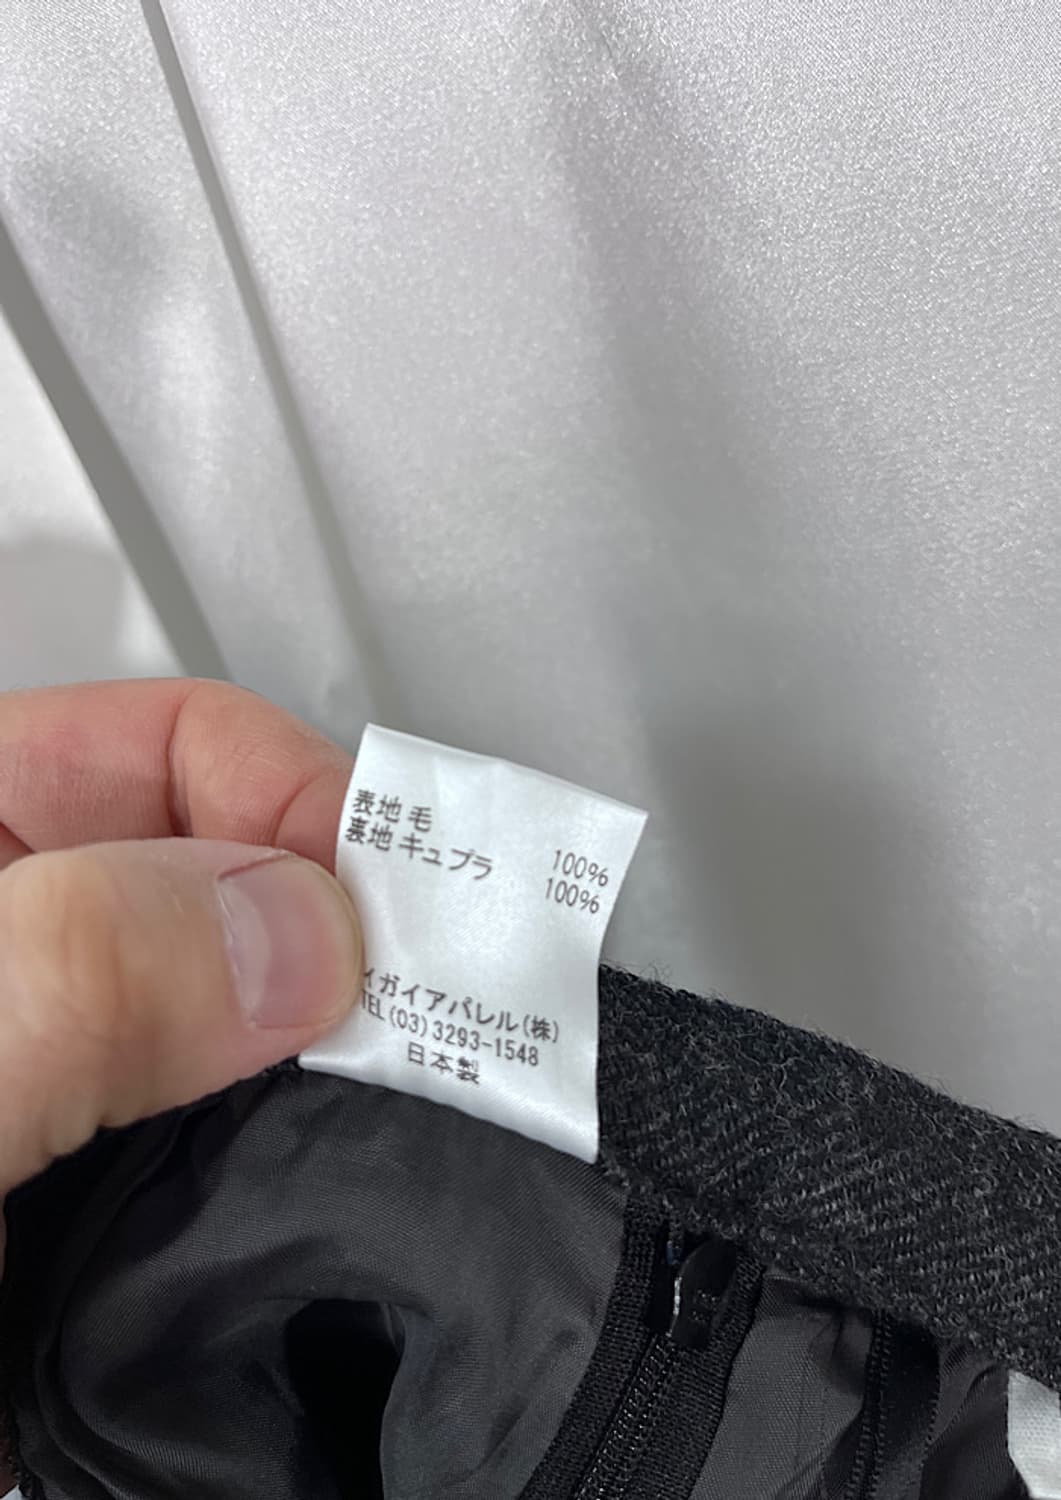 表地 毛 100%
裏地 キュプラ 100%
イガイアパレル(株)
TEL(03)3293-1548
日本製